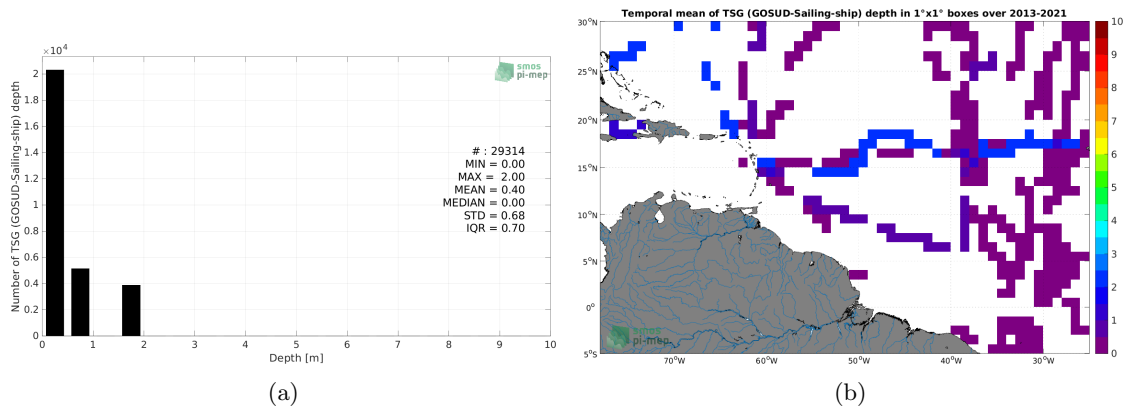 ×10⁴
2
1.8
1.6
1.4
1.2
1
0.8
0.6
0.4
0.2
0
Number of TSG (GOSUD-Sailing-ship) depth
smos
pi-mep
# : 29314
MIN = 0.00
MAX = 2.00
MEAN = 0.40
MEDIAN = 0.00
STD = 0.68
IQR = 0.70
0 1 2 3 4 5 6 7 8 9 10
Depth [m]
(a)
Temporal mean of TSG (GOSUD-Sailing-ship) depth in 1°x1° boxes over 2013-2021
30°N
25°N
20°N
15°N
10°N
5°N
0°
5°S
70°W 60°W 50°W 40°W 30°W
smos
pi-mep
10
9
8
7
6
5
4
3
2
1
0
(b)